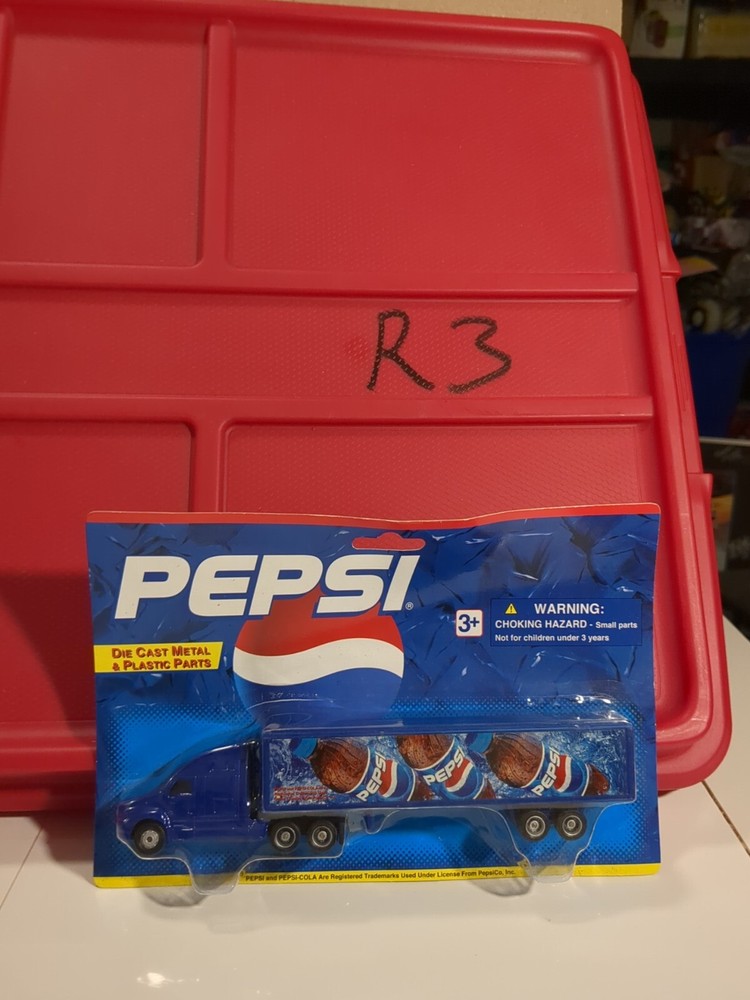 R3
PEPSI®
3+
WARNING:
CHOKING HAZARD - Small parts
Not for children under 3 years
DIE CAST METAL
& PLASTIC PARTS
PEPSI
PEPSI
PEPSI
PEPSI and PEPSI-COLA Are Registered Trademarks Used Under License From PepsiCo, Inc.